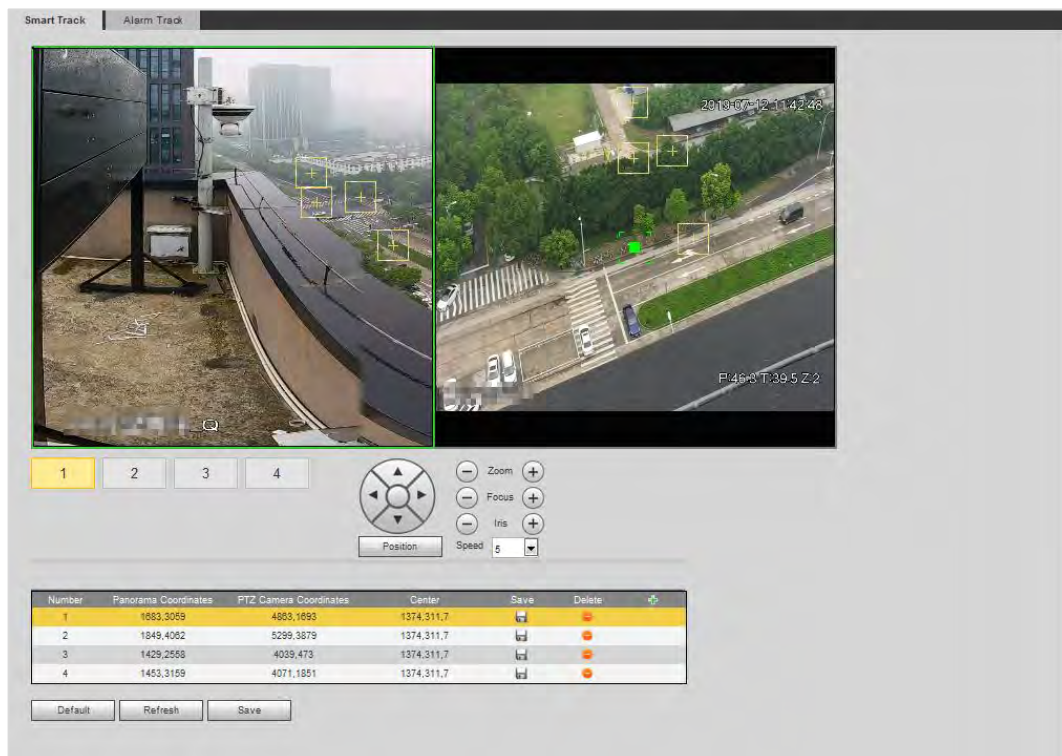 Smart Track Alarm Track
2019-07-12 11:42:48
P:46.8 T:39.5 Z:2
1 2 3 4
Zoom
Focus
Iris
Position Speed 5
Number Panorama Coordinates PTZ Camera Coordinates Center Save Delete
1 1683,3059 4863,1693 1374,311,7
2 1849,4062 5299,3879 1374,311,7
3 1429,2558 4039,473 1374,311,7
4 1453,3159 4071,1851 1374,311,7
Default Refresh Save